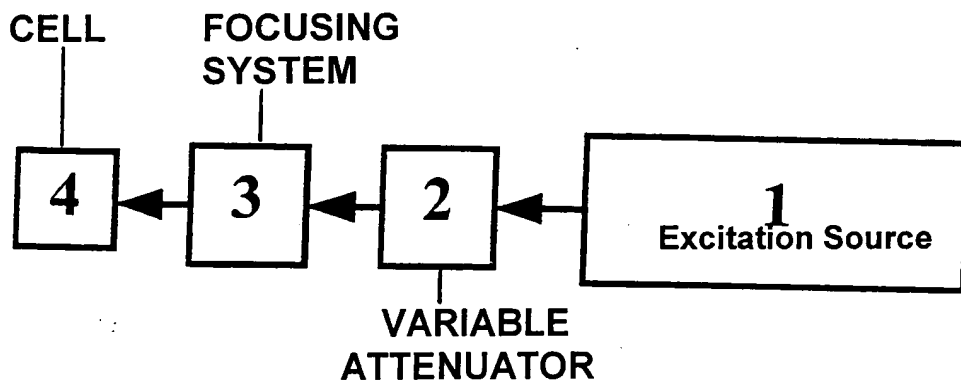 CELL
FOCUSING
SYSTEM
4
3
2
1
Excitation Source
VARIABLE
ATTENUATOR